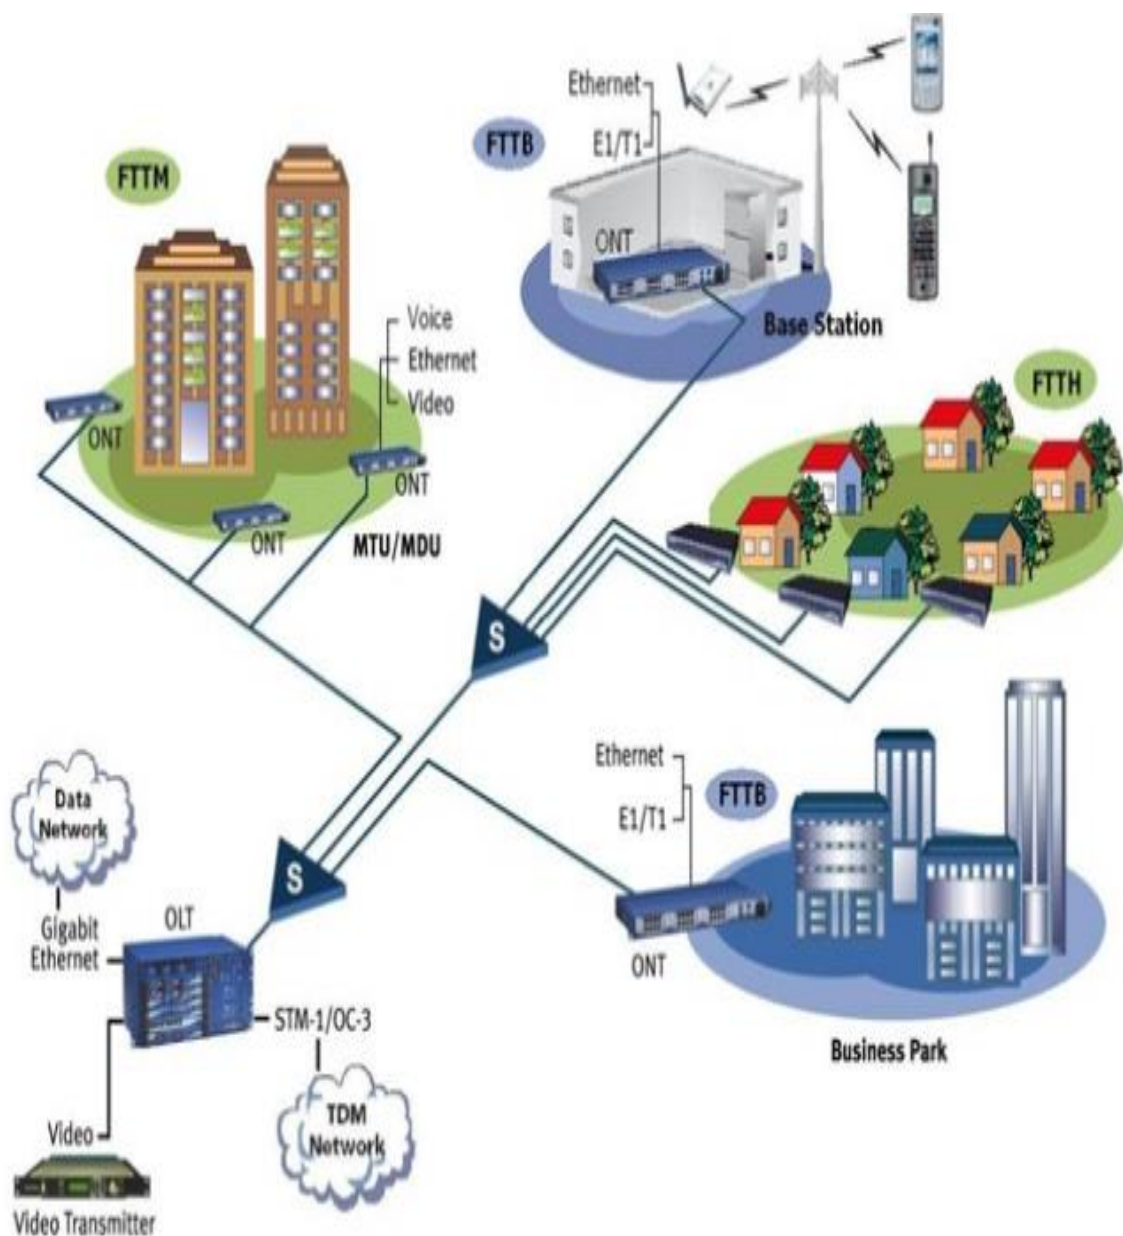 Ethernet
E1/T1
FTTB
ONT
Base Station
FTTM
Voice
Ethernet
Video
ONT
ONT
ONT
MTU/MDU
FTTH
S
S
Ethernet
E1/T1
FTTB
ONT
Business Park
Data
Network
Gigabit
Ethernet
OLT
STM-1/OC-3
TDM
Network
Video
Video Transmitter